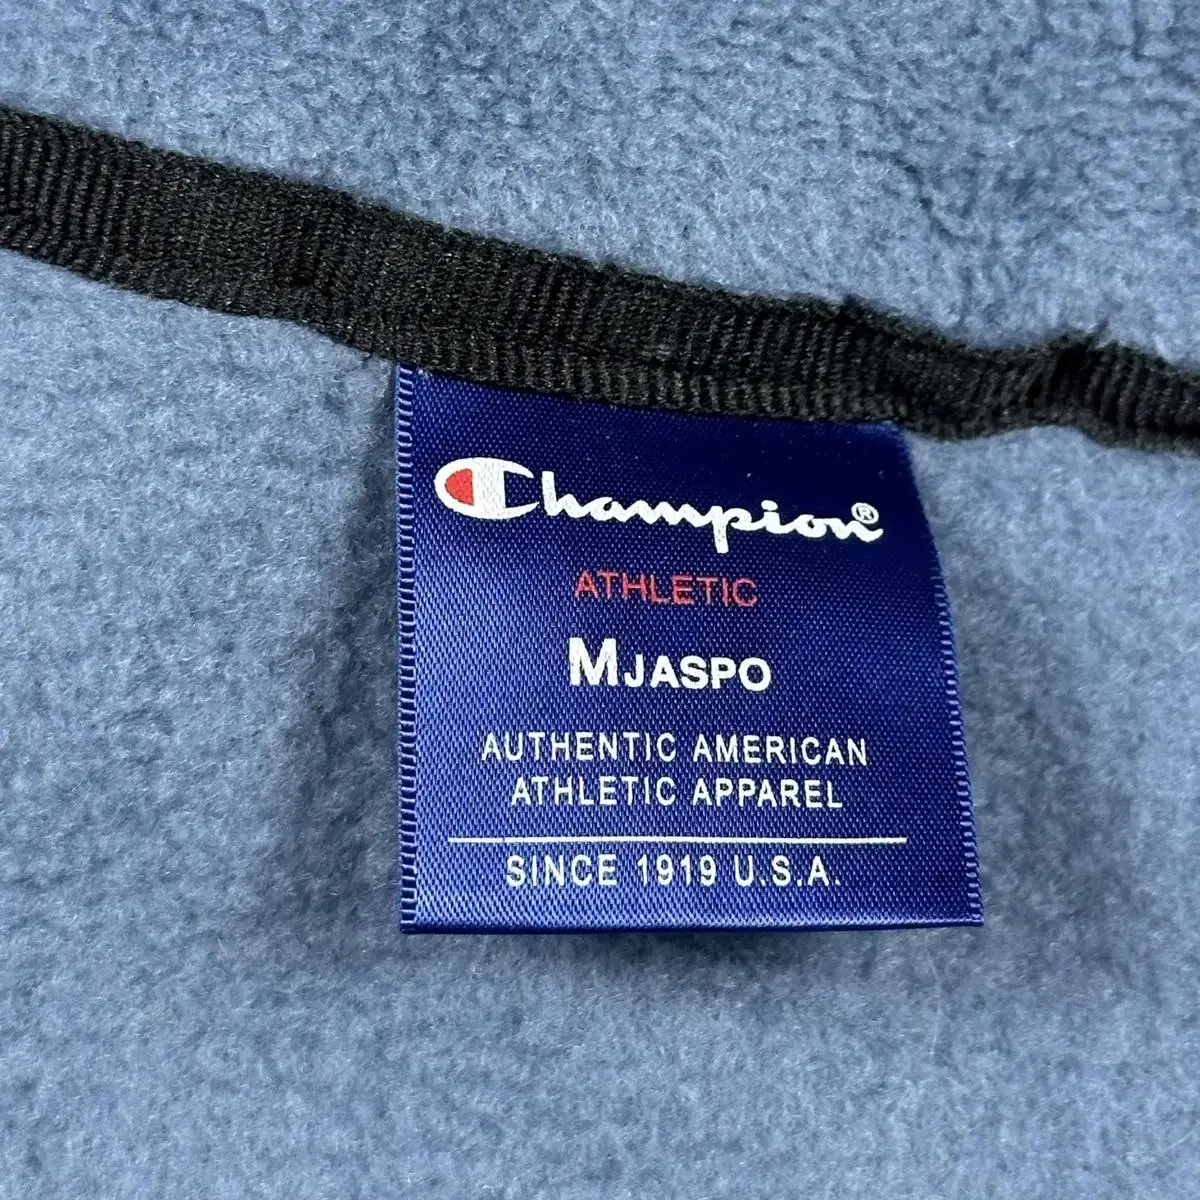 Champion®
ATHLETIC
MJASPO
AUTHENTIC AMERICAN
ATHLETIC APPAREL
SINCE 1919 U.S.A.